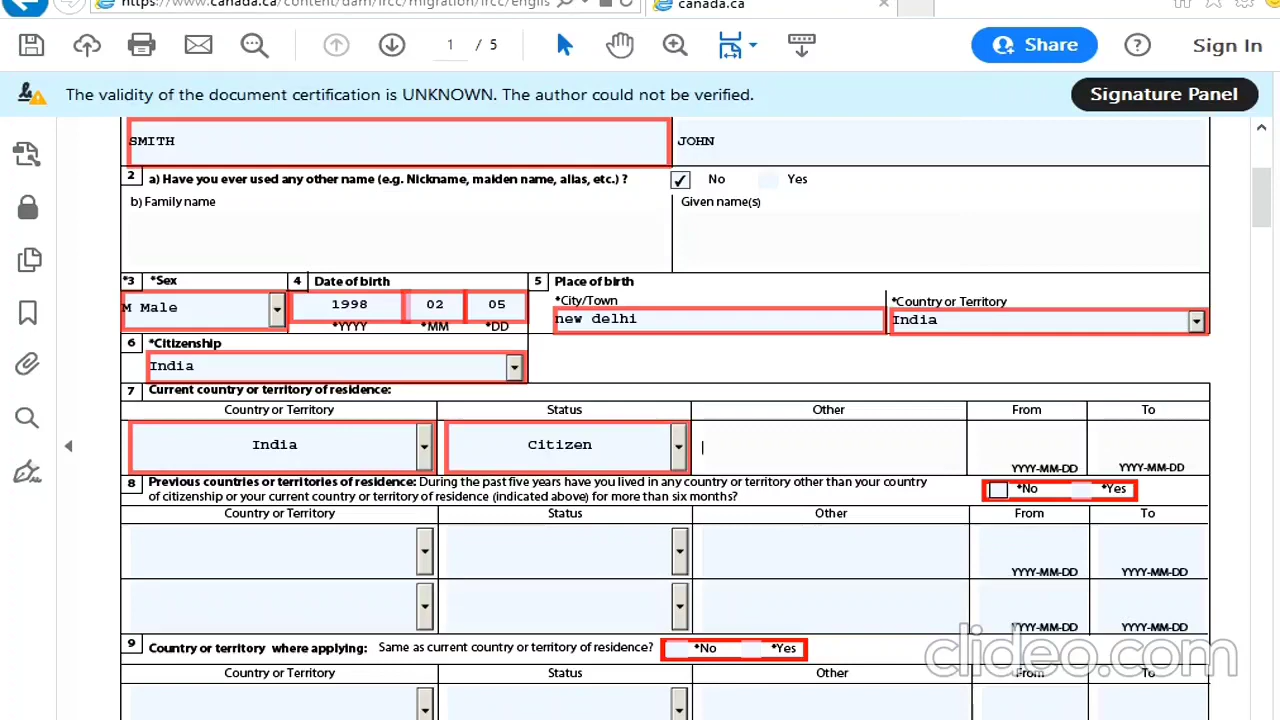 https://www.canada.ca/content/dam/ircc/migration/ircc/englis
canada.ca
1 / 5
Share
Sign In
The validity of the document certification is UNKNOWN. The author could not be verified.
Signature Panel
SMITH JOHN
2 a) Have you ever used any other name (e.g. Nickname, maiden name, alias, etc.) ? No Yes
b) Family name Given name(s)
*3 *Sex 4 Date of birth 5 Place of birth
*City/Town *Country or Territory
M Male 1998 02 05 new delhi India
*YYYY *MM *DD
6 *Citizenship
India
7 Current country or territory of residence:
Country or Territory Status Other From To
India Citizen
YYYY-MM-DD YYYY-MM-DD
8 Previous countries or territories of residence: During the past five years have you lived in any country or territory other than your country
of citizenship or your current country or territory of residence (indicated above) for more than six months? *No *Yes
Country or Territory Status Other From To
YYYY-MM-DD YYYY-MM-DD
YYYY-MM-DD YYYY-MM-DD
9 Country or territory where applying: Same as current country or territory of residence? *No *Yes
Country or Territory Status Other From To
clideo.com